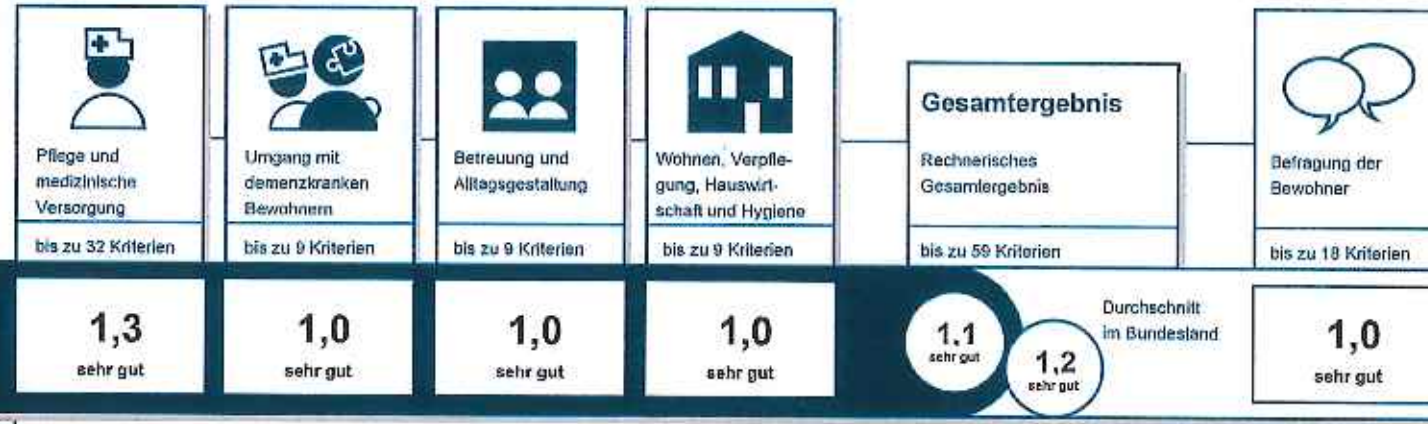 Pflege und
medizinische
Versorgung
bis zu 32 Kriterien
1,3
sehr gut
Umgang mit
demenzkranken
Bewohnern
bis zu 9 Kriterien
1,0
sehr gut
Betreuung und
Alltagsgestaltung
bis zu 9 Kriterien
1,0
sehr gut
Wohnen, Verpfle-
gung, Hauswirt-
schaft und Hygiene
bis zu 9 Kriterien
1,0
sehr gut
Gesamtergebnis
Rechnerisches
Gesamtergebnis
bis zu 59 Kriterien
1.1
sehr gut
1,2
sehr gut
Durchschnitt
im Bundesland
Befragung der
Bewohner
bis zu 18 Kriterien
1,0
sehr gut